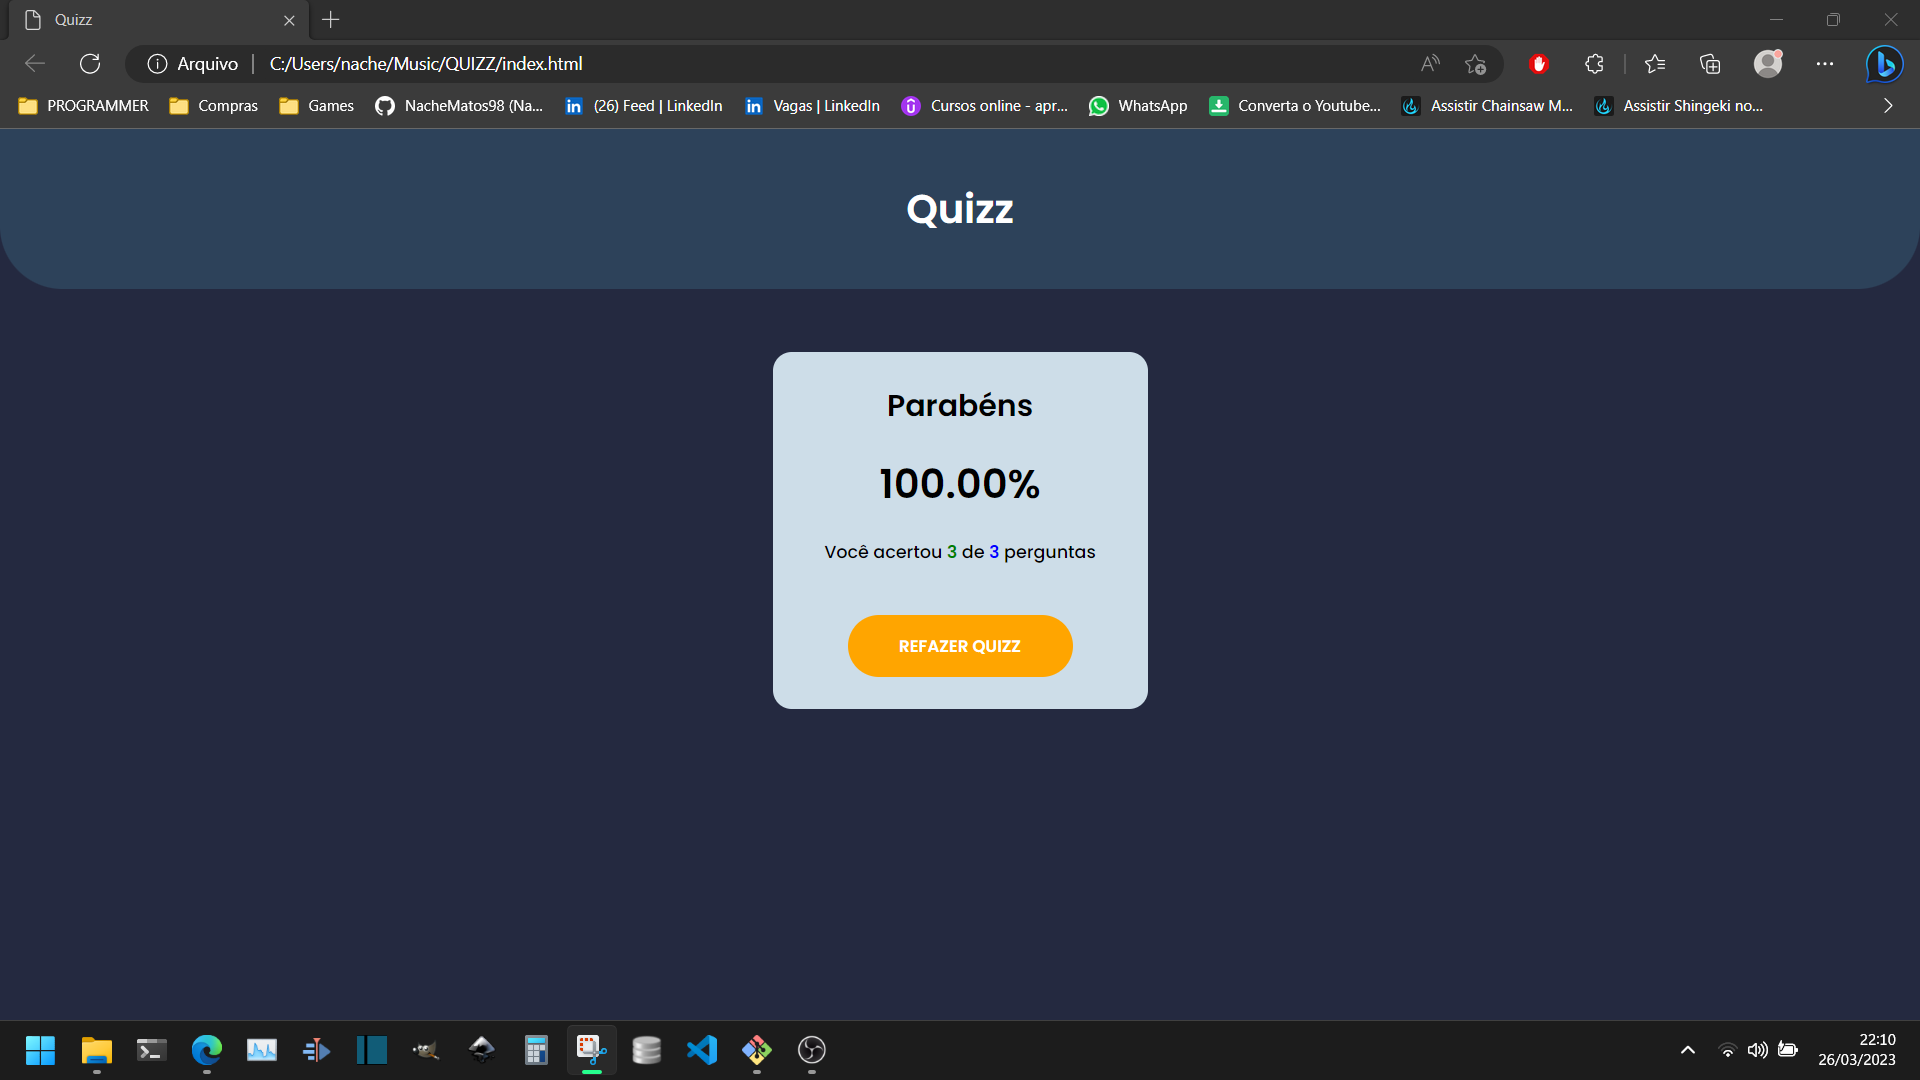 Quizz
Arquivo
C:/Users/nache/Music/QUIZZ/index.html
PROGRAMMER
Compras
Games
NacheMatos98 (Na...
(26) Feed | LinkedIn
Vagas | LinkedIn
Cursos online - apr...
WhatsApp
Converta o Youtube...
Assistir Chainsaw M...
Assistir Shingeki no...
Quizz
Parabéns
100.00%
Você acertou 3 de 3 perguntas
REFAZER QUIZZ
22:10
26/03/2023